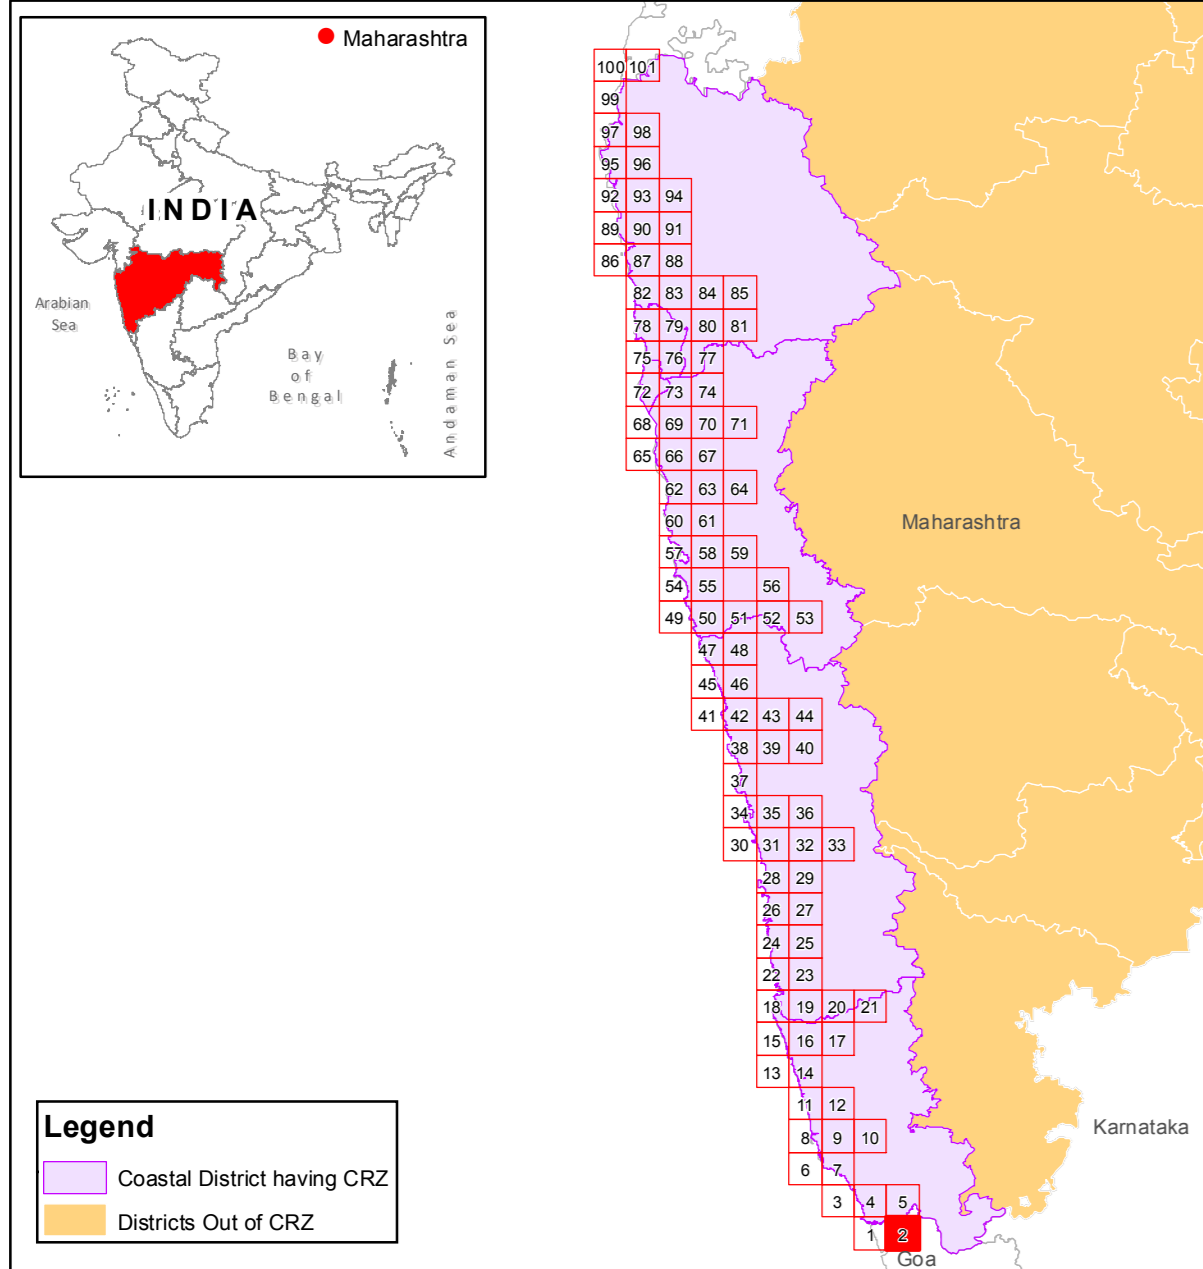 Maharashtra
INDIA
Arabian
Sea
Bay
of
Bengal
Andaman Sea
100 101
99
97 98
95 96
92 93 94
89 90 91
86 87 88
82 83 84 85
78 79 80 81
75 76 77
72 73 74
68 69 70 71
65 66 67
62 63 64
60 61
Maharashtra
57 58 59
54 55 56
49 50 51 52 53
47 48
45 46
41 42 43 44
38 39 40
37
34 35 36
30 31 32 33
28 29
26 27
24 25
22 23
18 19 20 21
15 16 17
13 14
11 12
Karnataka
8 9 10
6 7
3 4 5
1 2
Goa
Legend
Coastal District having CRZ
Districts Out of CRZ